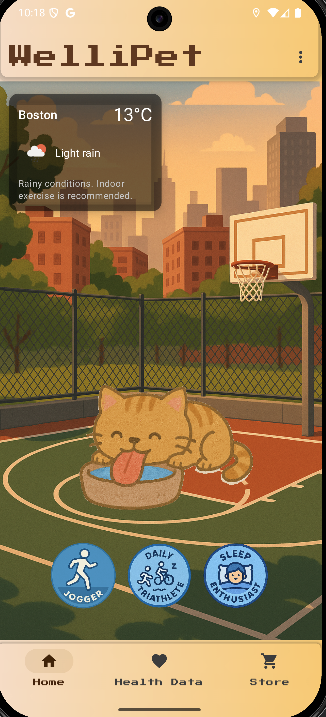 10:18
WelliPet
Boston 13°C
Light rain
Rainy conditions. Indoor
exercise is recommended.
JOGGER
DAILY
TRIATHLETE
Z
SLEEP
ENTHUSIAST
Home Health Data Store